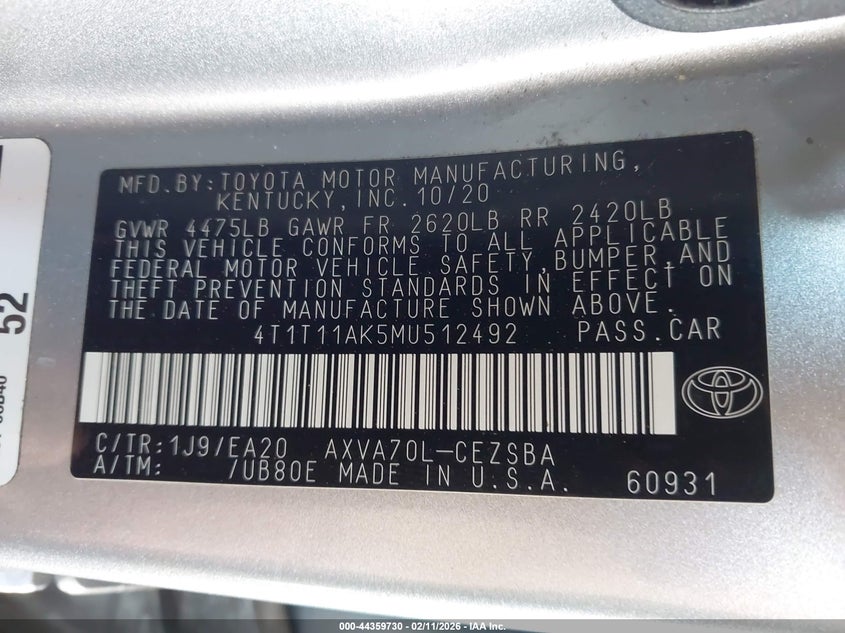 MFD.BY:TOYOTA MOTOR MANUFACTURING,
KENTUCKY,INC.10/20
GVWR 4475LB GAWR FR 2620LB RR 2420LB
THIS VEHICLE CONFORMS TO ALL APPLICABLE
FEDERAL MOTOR VEHICLE SAFETY,BUMPER,AND
THEFT PREVENTION STANDARDS IN EFFECT ON
THE DATE OF MANUFACTURE SHOWN ABOVE.
4T1T11AK5MU512492 PASS.CAR
C/TR:1J9/EA20 AXVA70L-CEZSBA
A/TM: /UB80E MADE IN U.S.A. 60931
52
000-44359730 - 02/11/2026 - IAA Inc.